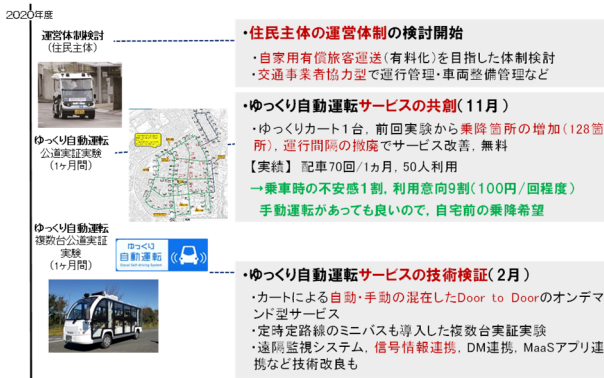 2020年度
運営体制検討
(住民主体)
・住民主体の運営体制の検討開始
・自家用有償旅客運送(有料化)を目指した体制検討
・交通事業者協力型で運行管理・車両整備管理など
ゆっくり自動運転
公道実証実験
(1ヶ月間)
・ゆっくり自動運転サービスの共創(11月)
・ゆっくりカート1台，前回実験から乗降箇所の増加(128箇
所)，運行間隔の撤廃でサービス改善，無料
【実績】 配車70回/1ヵ月，50人利用
→乗車時の不安感1割，利用意向9割(100円/回程度)
手動運転があっても良いので，自宅前の乗降希望
ゆっくり自動運転
複数台公道実証
実験
(1ヶ月間)
ゆっくり
自動運転
・ゆっくり自動運転サービスの技術検証(2月)
・カートによる自動・手動の混在したDoor to Doorのオンデマ
ンド型サービス
・定時定路線のミニバスも導入した複数台実証実験
・遠隔監視システム，信号情報連携，DM連携，MaaSアプリ連
携など技術改良も